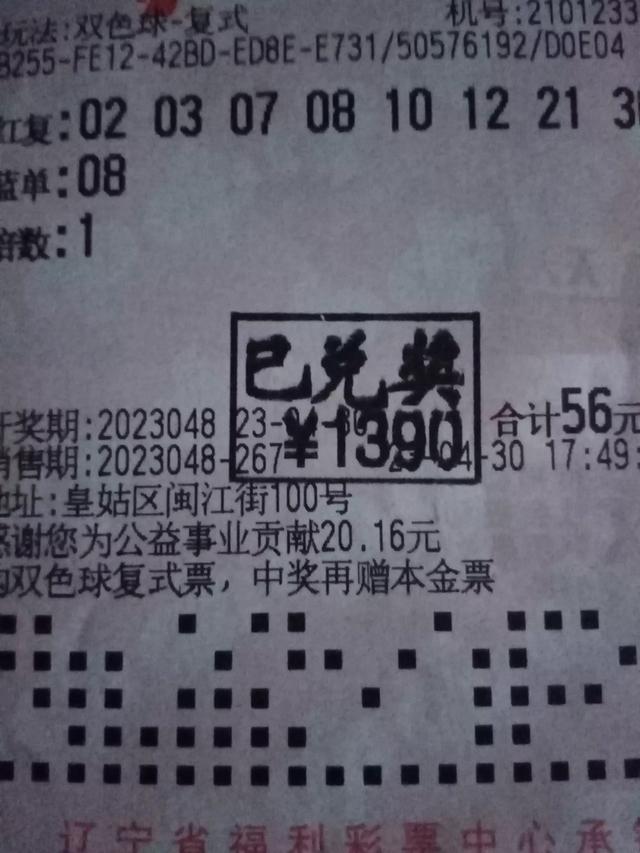 玩法:双色球-复式
机号:2101233
B255-FE12-42BD-ED8E-E731/50576192/D0E04
红复:02 03 07 08 10 12 21
蓝单:08
倍数:1
已兑奖
¥1390
开奖期:2023048 合计56元
销售期:2023048-267 -30 17:49
地址:皇姑区闽江街100号
感谢您为公益事业贡献20.16元
购双色球复式票，中奖再赠本金票
辽宁省福利彩票中心承